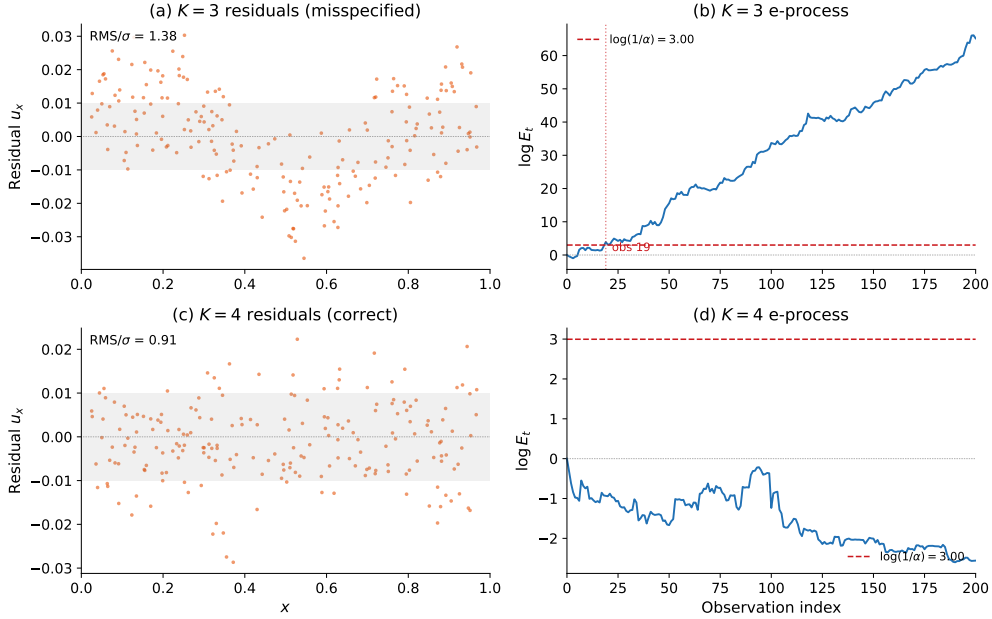 (a) K = 3 residuals (misspecified)
RMS/σ = 1.38
Residual u_x
0.03
0.02
0.01
0.00
−0.01
−0.02
−0.03
0.0 0.2 0.4 0.6 0.8 1.0
(b) K = 3 e-process
log(1/α) = 3.00
obs 19
log E_t
60
50
40
30
20
10
0
0 25 50 75 100 125 150 175 200
(c) K = 4 residuals (correct)
RMS/σ = 0.91
Residual u_x
0.02
0.01
0.00
−0.01
−0.02
−0.03
0.0 0.2 0.4 0.6 0.8 1.0
x
(d) K = 4 e-process
log E_t
3
2
1
0
−1
−2
log(1/α) = 3.00
0 25 50 75 100 125 150 175 200
Observation index